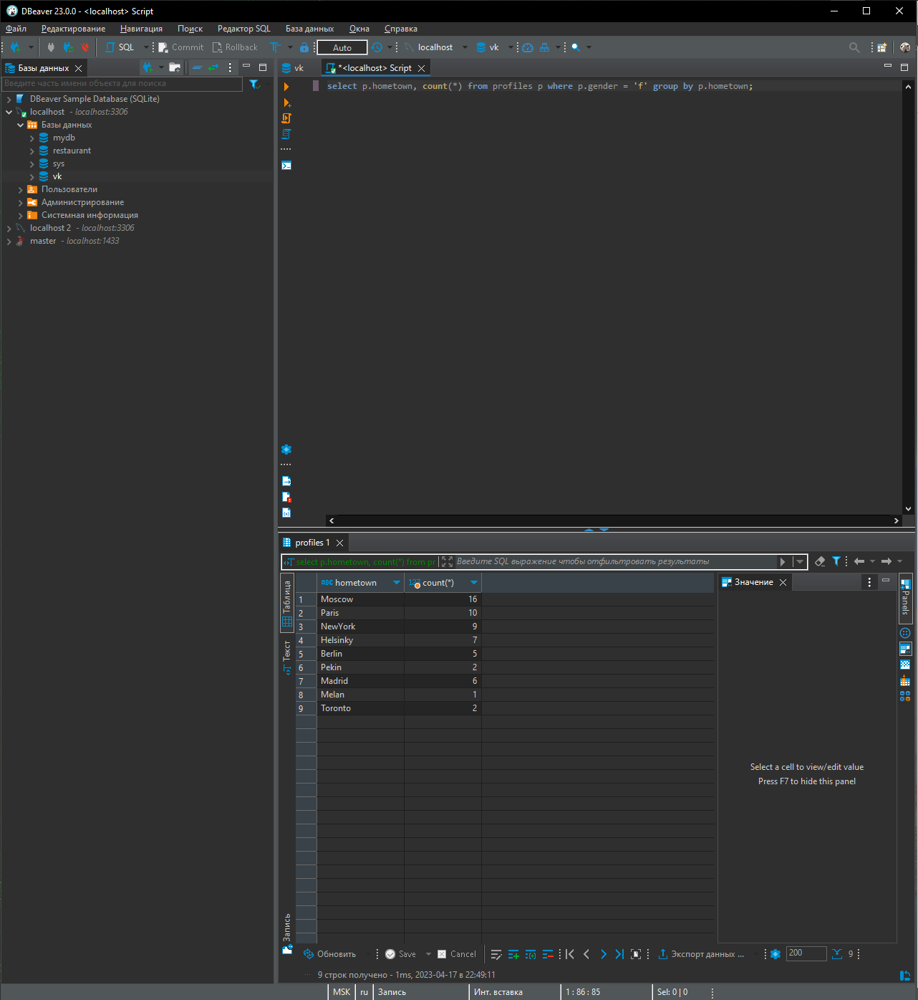 DBeaver 23.0.0 - <localhost> Script
Файл Редактирование Навигация Поиск Редактор SQL База данных Окна Справка
SQL Commit Rollback Auto localhost vk
Базы данных
Введите часть имени объекта для поиска
DBeaver Sample Database (SQLite)
localhost - localhost:3306
Базы данных
mydb
restaurant
sys
vk
Пользователи
Администрирование
Системная информация
localhost 2 - localhost:3306
master - localhost:1433
vk *<localhost> Script
select p.hometown, count(*) from profiles p where p.gender = 'f' group by p.hometown;
profiles 1
select p.hometown, count(*) from pr Введите SQL выражение чтобы отфильтровать результаты
Таблица
Текст
Запись
ABC hometown 123 count(*)
1 Moscow 16
2 Paris 10
3 NewYork 9
4 Helsinky 7
5 Berlin 5
6 Pekin 2
7 Madrid 6
8 Melan 1
9 Toronto 2
Значение
Select a cell to view/edit value
Press F7 to hide this panel
Panels
Обновить Save Cancel Экспорт данных ... 200 9
9 строк получено - 1ms, 2023-04-17 в 22:49:11
MSK ru Запись Инт. вставка 1 : 86 : 85 Sel: 0 | 0